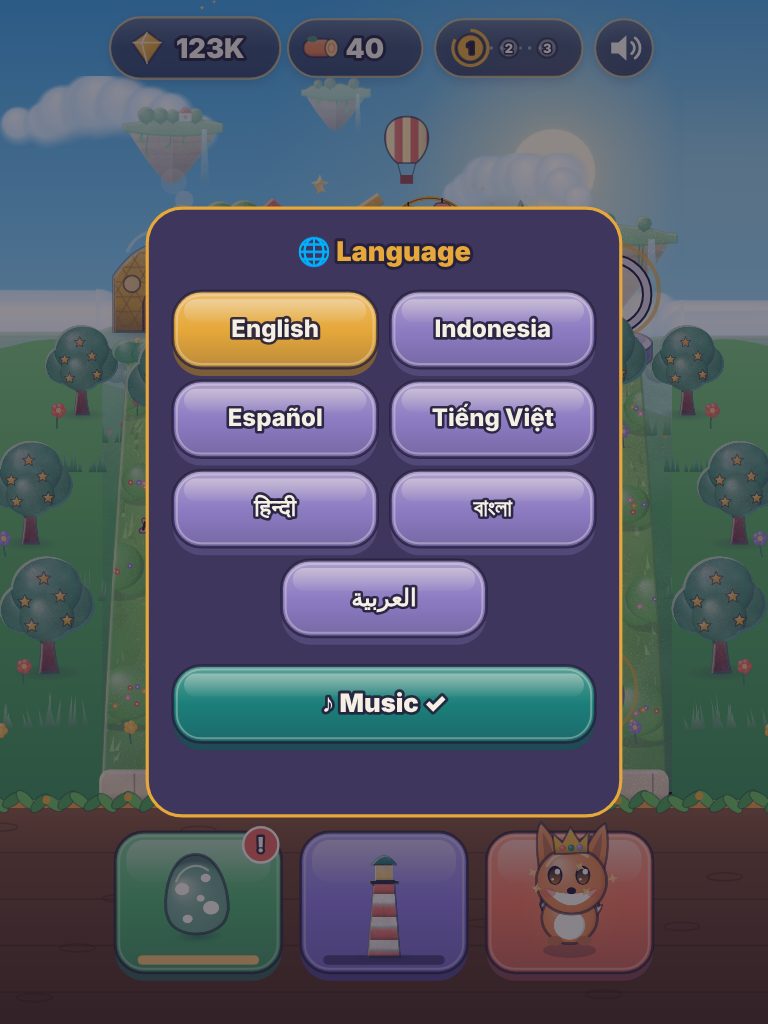 123K
40
1 2 3
🌐 Language
English
Indonesia
Español
Tiếng Việt
हिन्दी
বাংলা
العربية
♪ Music ✓
!